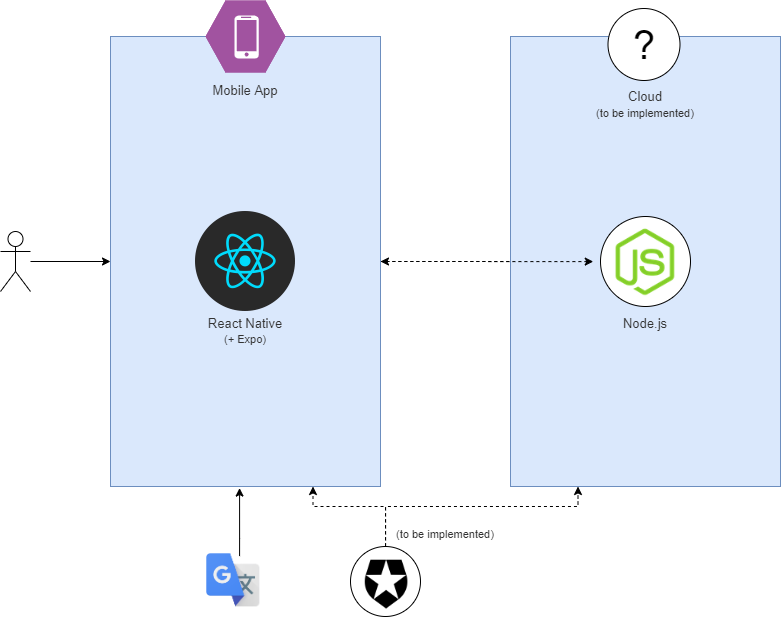 ?
Mobile App
Cloud
(to be implemented)
JS
React Native
(+ Expo)
Node.js
(to be implemented)
G
文